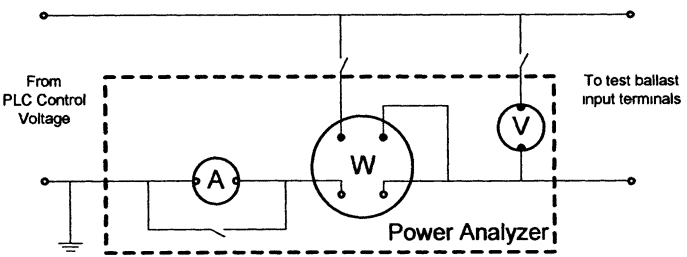 From
PLC Control
Voltage
To test ballast
input terminals
A
W
V
Power Analyzer